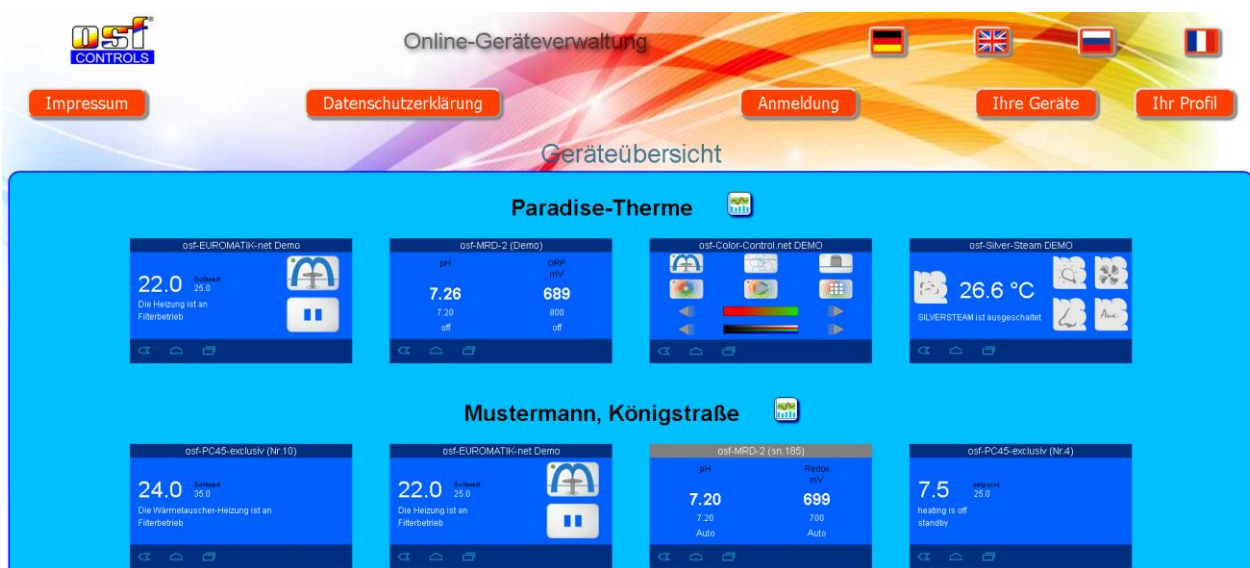 osf
CONTROLS
Online-Geräteverwaltung
Impressum
Datenschutzerklärung
Anmeldung
Ihre Geräte
Ihr Profil
Geräteübersicht
Paradise-Therme
osf-EUROMATIK-net Demo
22.0 Sollwert
25.0
Die Heizung ist an
Filterbetrieb
osf-MRD-2 (Demo)
pH ORP
mV
7.26 689
7.20 800
off off
osf-Color-Control.net DEMO
osf-Silver-Steam DEMO
26.6 °C
SILVERSTEAM ist ausgeschaltet
Aux.
Mustermann, Königstraße
osf-PC45-exclusiv (Nr.10)
24.0 Sollwert
35.0
Die Wärmetauscher-Heizung ist an
Filterbetrieb
osf-EUROMATIK-net Demo
22.0 Sollwert
25.0
Die Heizung ist an
Filterbetrieb
osf-MRD-2 (sn.185)
pH Redox
mV
7.20 699
7.20 700
Auto Auto
osf-PC45-exclusiv (Nr.4)
7.5 setpoint
25.0
heating is off
standby